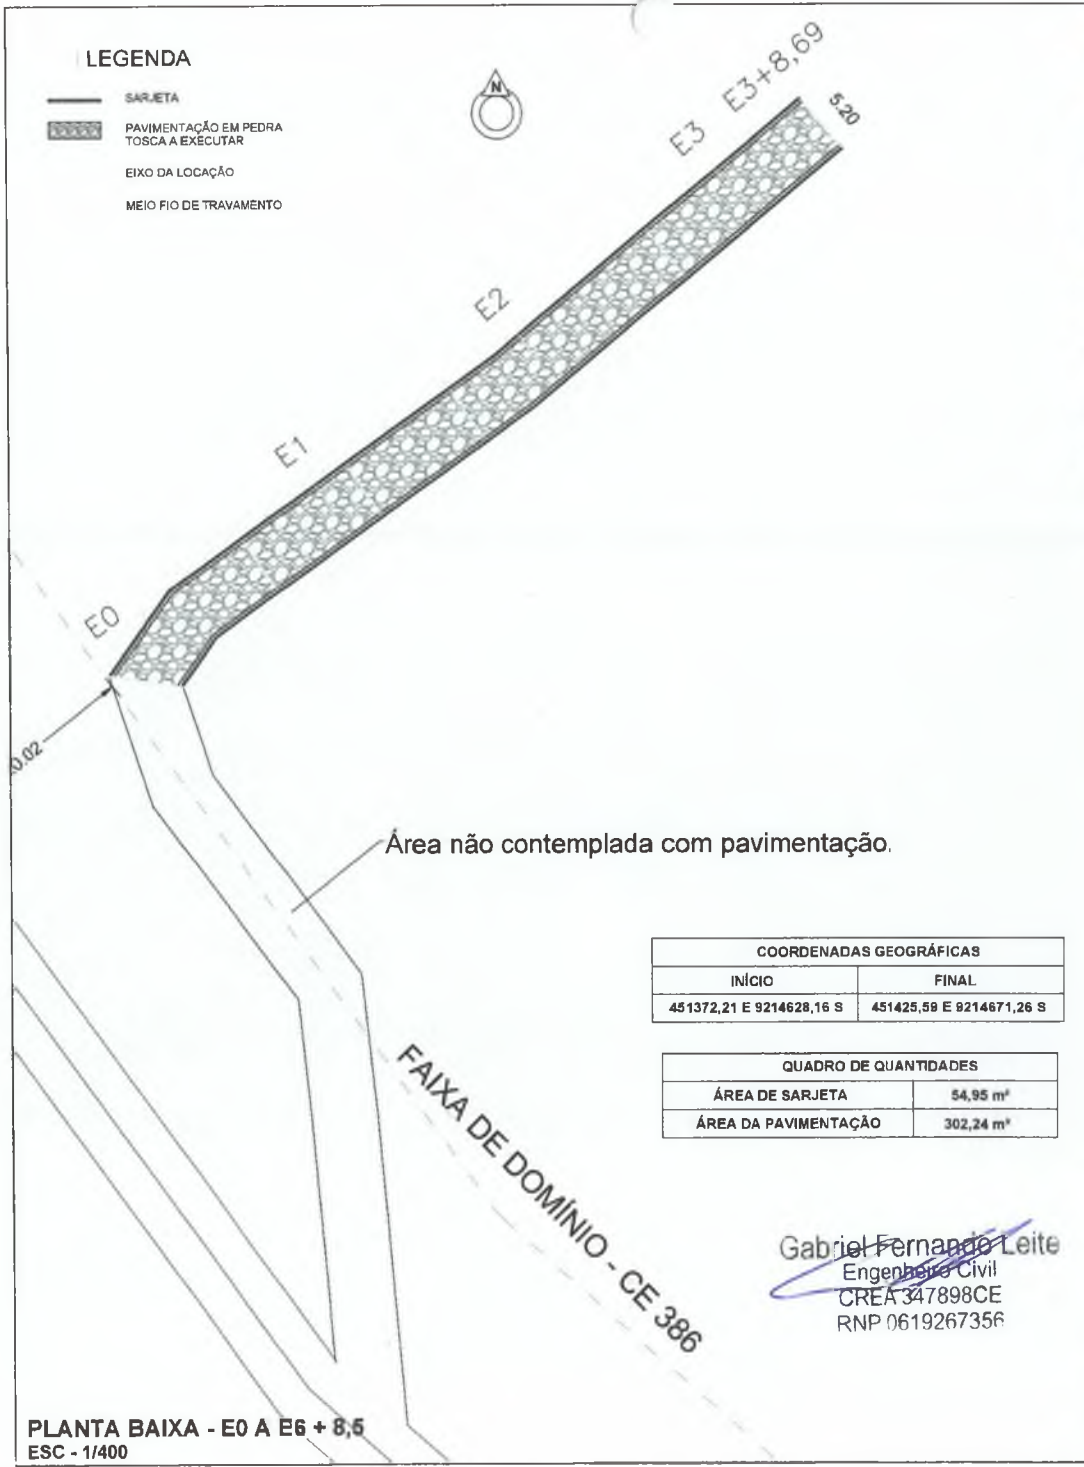 LEGENDA
SARJETA
PAVIMENTAÇÃO EM PEDRA
TOSCA A EXECUTAR
EIXO DA LOCAÇÃO
MEIO FIO DE TRAVAMENTO
N
E3+8,69
5.20
E3
E2
E1
E0
Área não contemplada com pavimentação.
COORDENADAS GEOGRÁFICAS
INÍCIO FINAL
451372,21 E 9214628,16 S 451425,59 E 9214671,26 S
QUADRO DE QUANTIDADES
ÁREA DE SARJETA 54,95 m²
ÁREA DA PAVIMENTAÇÃO 302,24 m²
FAIXA DE DOMÍNIO - CE 386
Gabriel Fernando Leite
Engenheiro Civil
CREA 347898CE
RNP 0619267356
PLANTA BAIXA - E0 A E6 + 8,5
ESC - 1/400